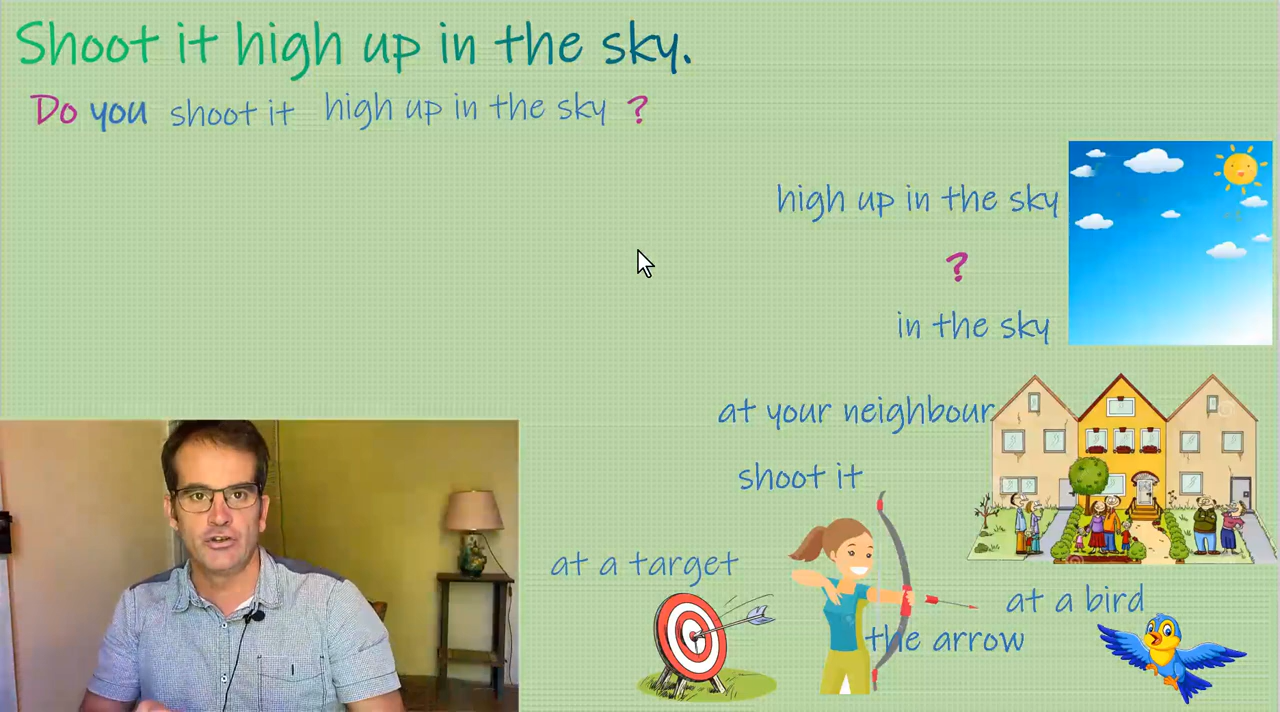 Shoot it high up in the sky.
Do you shoot it high up in the sky ?
high up in the sky
?
in the sky
at your neighbour
shoot it
at a target
at a bird
the arrow